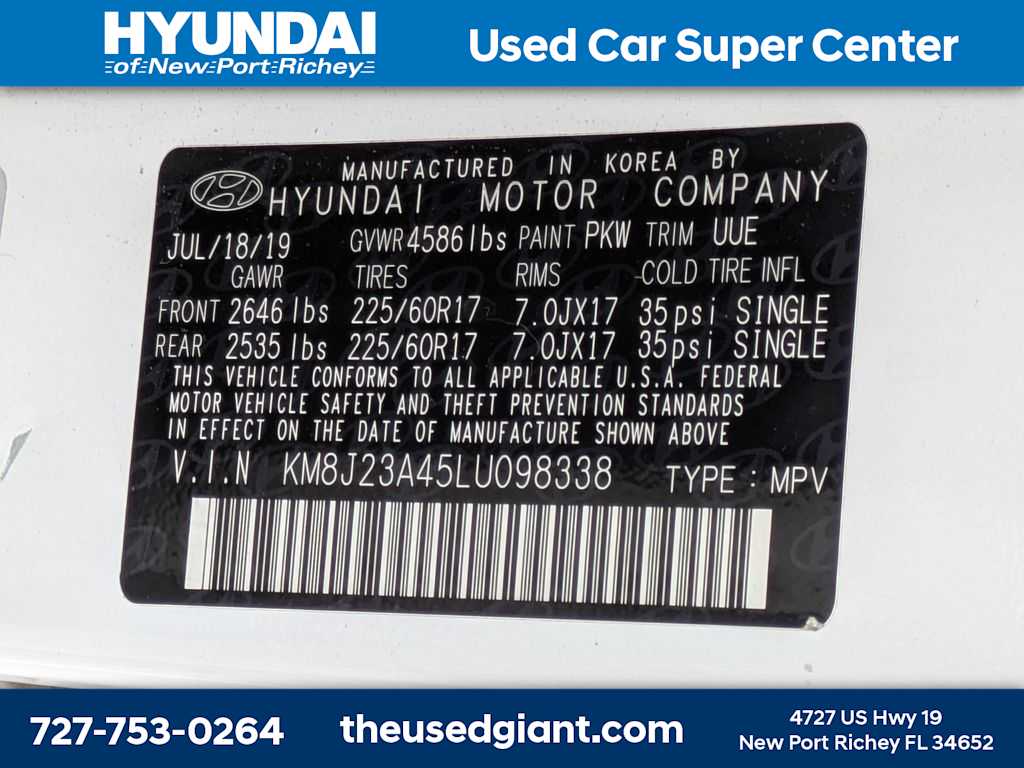 HYUNDAI
of New Port Richey
Used Car Super Center
MANUFACTURED IN KOREA BY
HYUNDAI MOTOR COMPANY
JUL/18/19 GVWR 4586 lbs PAINT PKW TRIM UUE
GAWR TIRES RIMS COLD TIRE INFL
FRONT 2646 lbs 225/60R17 7.0JX17 35psi SINGLE
REAR 2535 lbs 225/60R17 7.0JX17 35psi SINGLE
THIS VEHICLE CONFORMS TO ALL APPLICABLE U.S.A. FEDERAL
MOTOR VEHICLE SAFETY AND THEFT PREVENTION STANDARDS
IN EFFECT ON THE DATE OF MANUFACTURE SHOWN ABOVE
V.I.N KM8J23A45LU098338 TYPE : MPV
727-753-0264
theusedgiant.com
4727 US Hwy 19
New Port Richey FL 34652